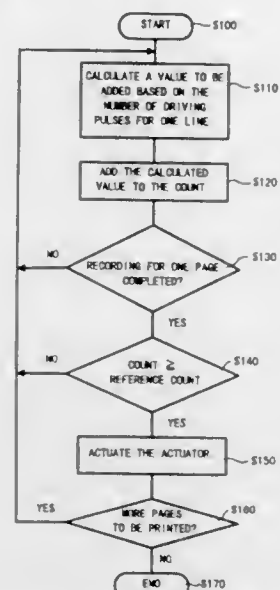 START
S100
CALCULATE A VALUE TO BE
ADDED BASED ON THE
NUMBER OF DRIVING
PULSES FOR ONE LINE
S110
ADD THE CALCULATED
VALUE TO THE COUNT
S120
RECORDING FOR ONE PAGE
COMPLETED?
S130
NO
YES
COUNT ≧
REFERENCE COUNT
S140
NO
YES
ACTUATE THE ACTUATOR
S150
MORE PAGES
TO BE PRINTED?
S160
YES
NO
END
S170